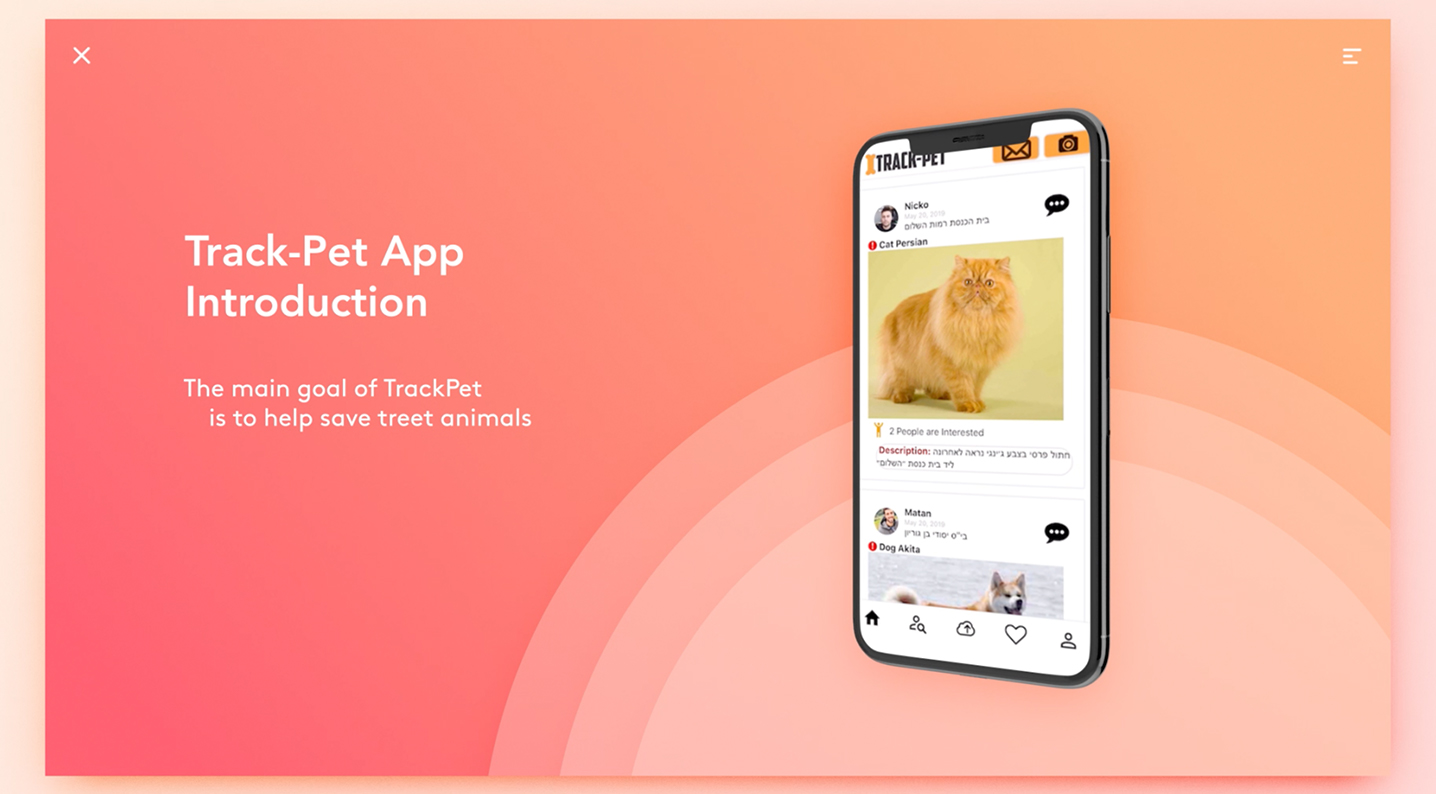 Track-Pet App
Introduction
The main goal of TrackPet
is to help save treet animals
TRACK-PET
Nicko
May 20, 2019
בית הכנסת רמות השלום
Cat Persian
2 People are Interested
Description: חתול פרסי בצבע ג'ינג'י נראה לאחרונה
ליד בית כנסת "השלום"
Matan
May 20, 2019
בי"ס יסודי בן גוריון
Dog Akita